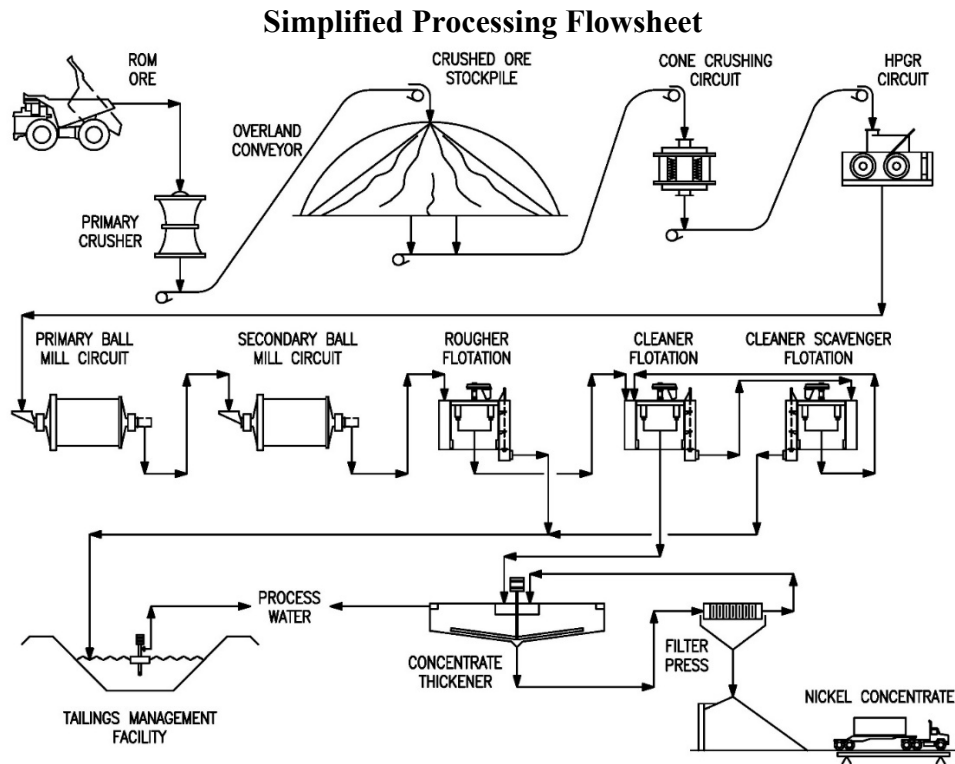 Simplified Processing Flowsheet
ROM
ORE
CRUSHED ORE
STOCKPILE
CONE CRUSHING
CIRCUIT
HPGR
CIRCUIT
OVERLAND
CONVEYOR
PRIMARY
CRUSHER
PRIMARY BALL
MILL CIRCUIT
SECONDARY BALL
MILL CIRCUIT
ROUGHER
FLOTATION
CLEANER
FLOTATION
CLEANER SCAVENGER
FLOTATION
PROCESS
WATER
CONCENTRATE
THICKENER
FILTER
PRESS
TAILINGS MANAGEMENT
FACILITY
NICKEL CONCENTRATE